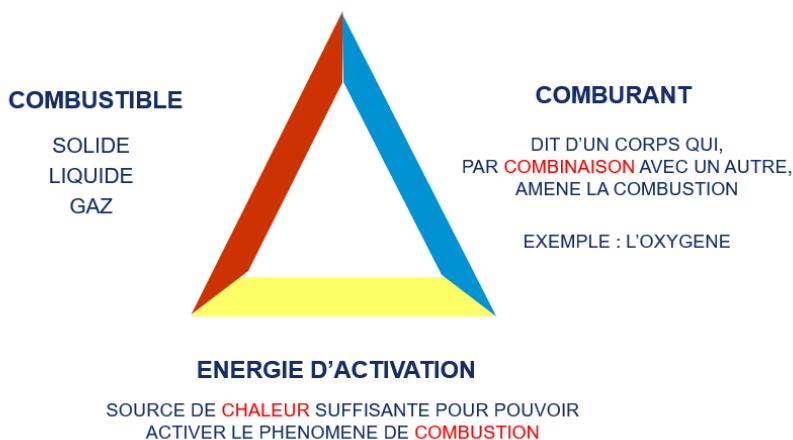 COMBUSTIBLE
SOLIDE
LIQUIDE
GAZ
COMBURANT
DIT D’UN CORPS QUI,
PAR COMBINAISON AVEC UN AUTRE,
AMENE LA COMBUSTION
EXEMPLE : L’OXYGENE
ENERGIE D’ACTIVATION
SOURCE DE CHALEUR SUFFISANTE POUR POUVOIR
ACTIVER LE PHENOMENE DE COMBUSTION